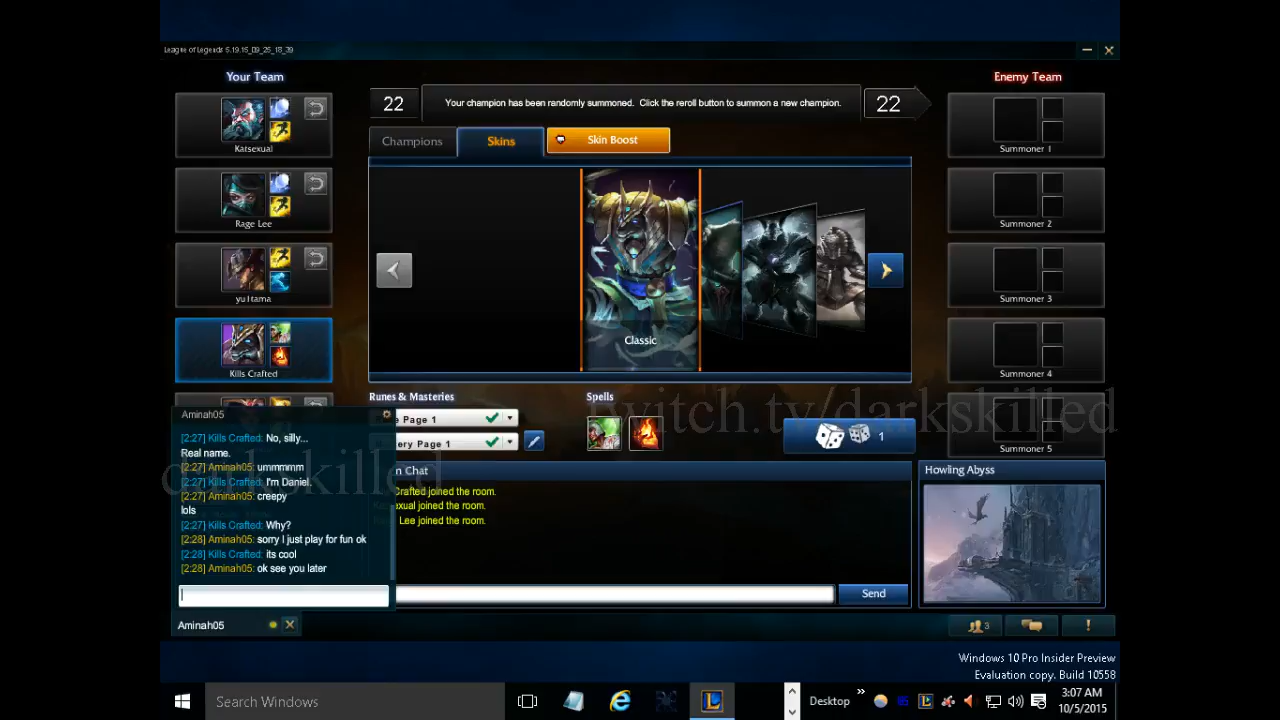 League of Legends 5.19.15_09_25_18_39
Your Team
Enemy Team
22
Your champion has been randomly summoned. Click the reroll button to summon a new champion.
22
Champions
Skins
Skin Boost
Katsexual
Rage Lee
yu1tama
Kills Crafted
Classic
Summoner 1
Summoner 2
Summoner 3
Summoner 4
Summoner 5
Runes & Masteries
Spells
Page 1
Page 1
1
twitch.tv/darkskilled
darkskilled
Aminah05
[2:27] Kills Crafted: No, silly...
Real name.
[2:27] Aminah05: ummmmm
[2:27] Kills Crafted: I'm Daniel.
[2:27] Aminah05: creepy
lols
[2:27] Kills Crafted: Why?
[2:28] Aminah05: sorry I just play for fun ok
[2:28] Kills Crafted: its cool
[2:28] Aminah05: ok see you later
Aminah05
Chat
Crafted joined the room.
exual joined the room.
Lee joined the room.
Send
Howling Abyss
3
Windows 10 Pro Insider Preview
Evaluation copy. Build 10558
Search Windows
Desktop
3:07 AM
10/5/2015